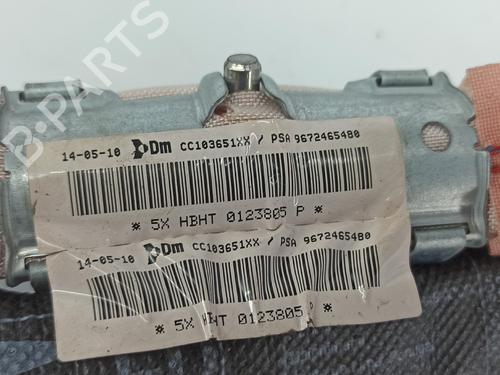 B-PARTS
14-05-10 Dm CC103651XX / PSA 9672465480
* 5X HBHT 0123805 P *
14-05-10 Dm CC103651XX / PSA 9672465480
* 5X HBHT 0123805 P *